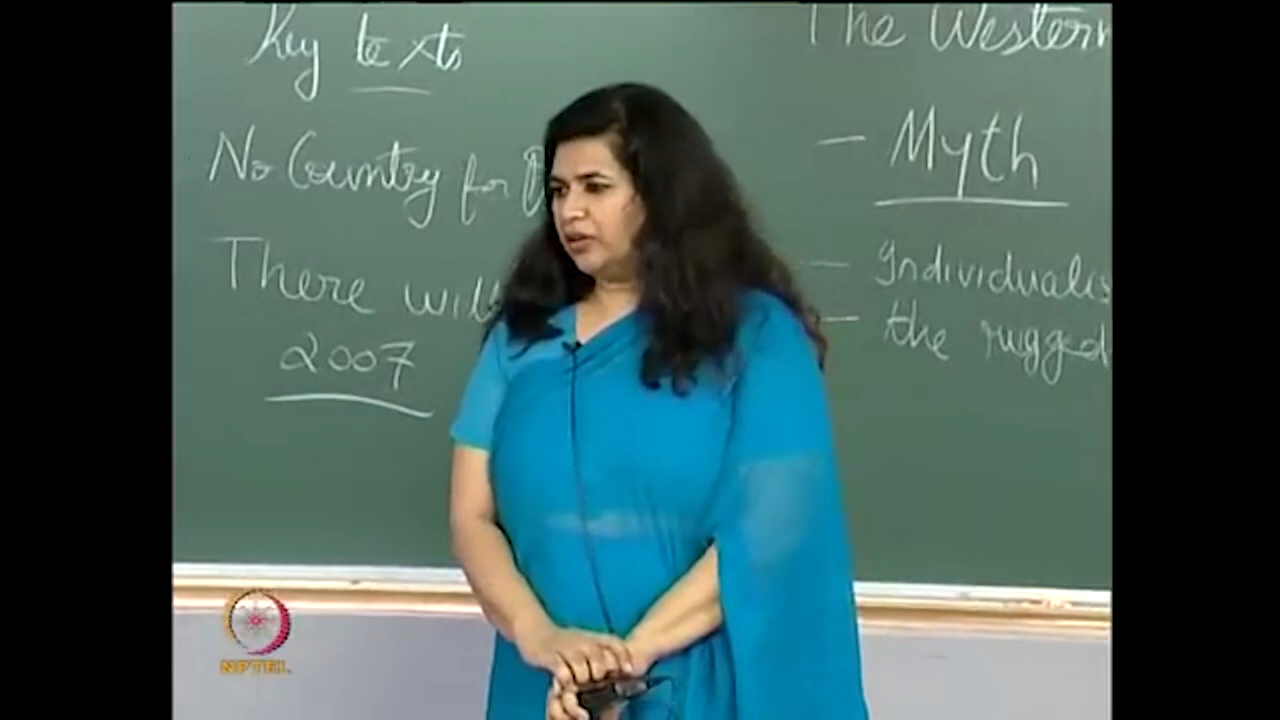 Key texts
No Country for
There will
2007
The Western
- Myth
- Individualis
- the rugged
NPTEL